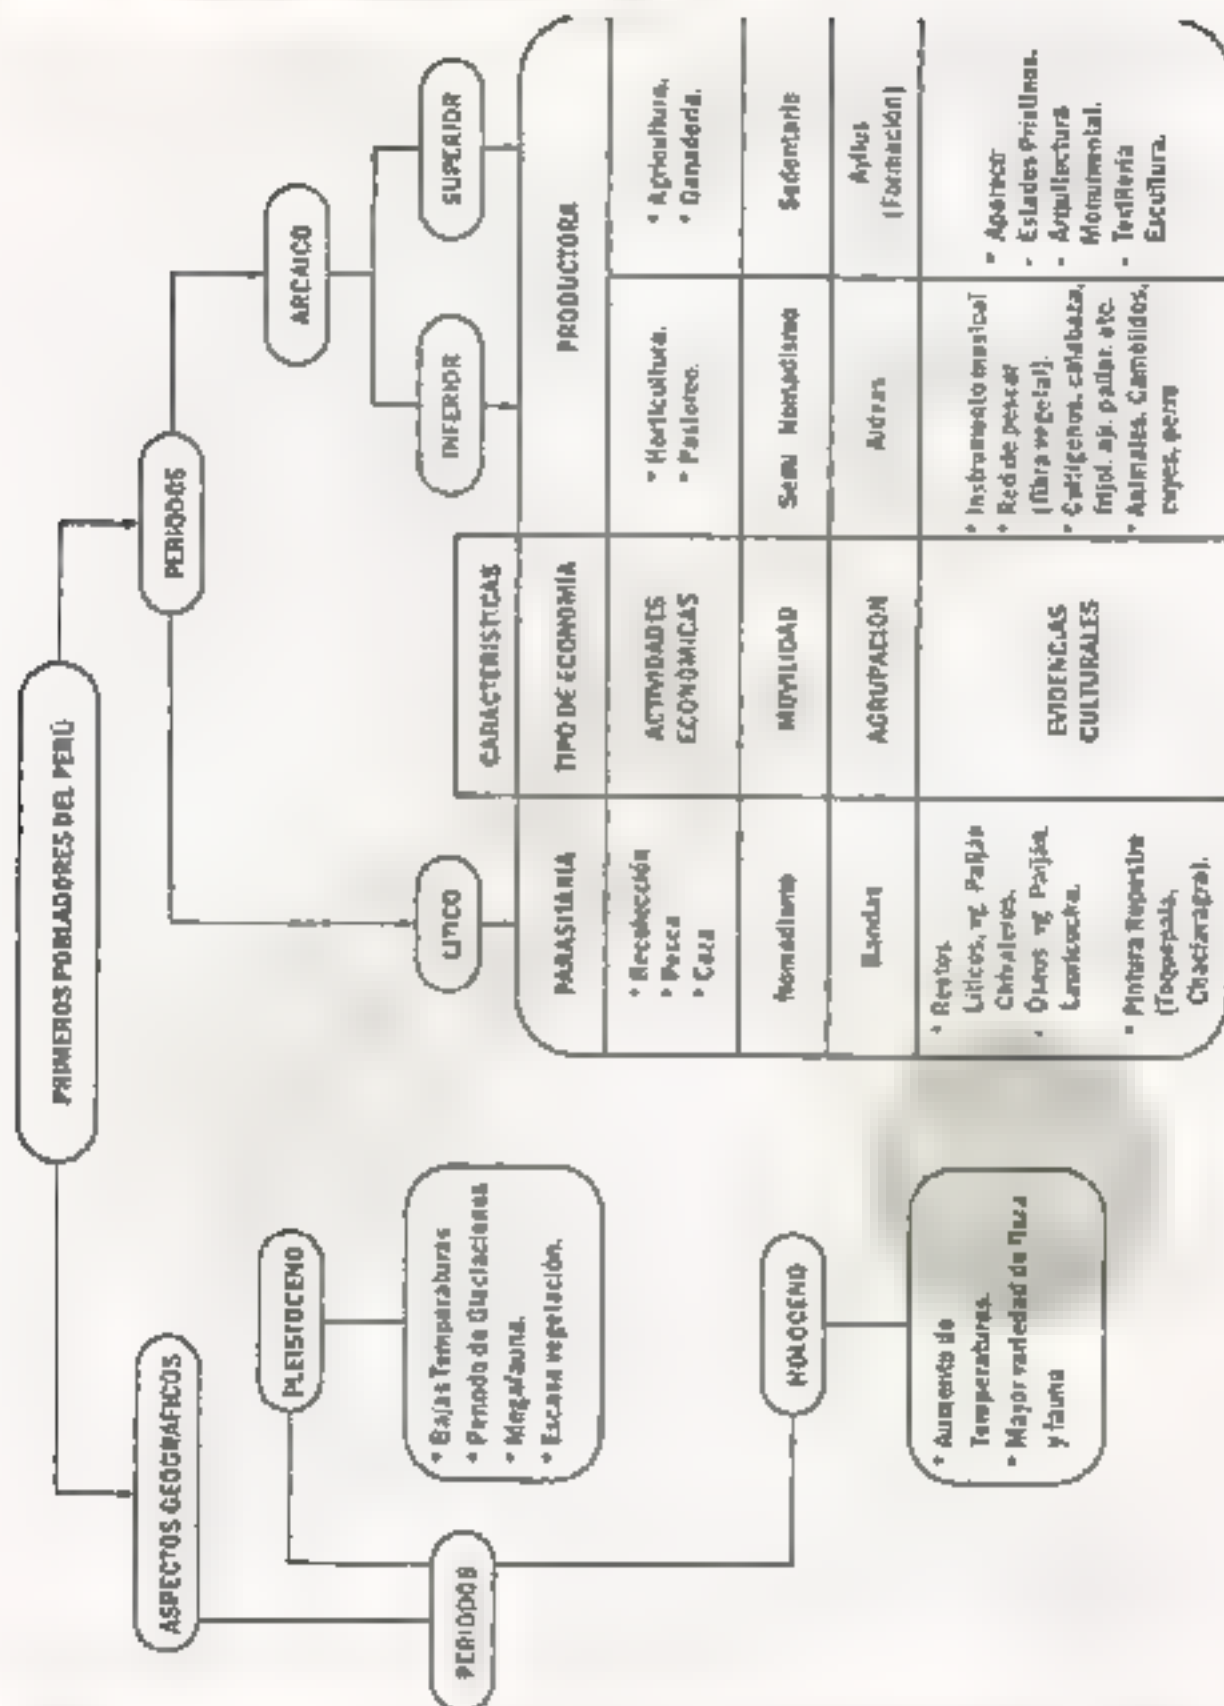 PRIMEROS POBLADORES DEL PERÚ
ASPECTOS GEOGRÁFICOS
PERIODOS
PLEISTOCENO
* Bajas Temperaturas
* Periodo de Glaciaciones
* Megafauna.
* Escasa vegetación.
HOLOCENO
* Aumento de
Temperaturas.
* Mayor variedad de flora
y fauna
PERIODOS
LITICO
ARCAICO
INFERIOR
SUPERIOR
CARACTERISTICAS
PARASITARIA
TIPO DE ECONOMÍA
PRODUCTORA
* Recolección
* Pesca
* Caza
ACTIVIDADES
ECONÓMICAS
* Horticultura.
* Pastoreo.
* Agricultura.
* Ganadería.
Nomadismo
MOVILIDAD
Semi Nomadismo
Sedentario
Bandas
AGRUPACIÓN
Aldeas
Ayllus
(Formación)
* Restos
Líticos, vg. Paiján
Chivateros.
* Óseos vg. Paiján,
Lauricocha.
* Pintura Rupestre
(Toquepala,
EVIDENCIAS
CULTURALES
* Instrumento musical
* Red de pescar
(fibra vegetal).
* calabaza,
frijol, ají, pallar, etc.
* Animales. Camélidos,
cuyes, perro
* Aparece
- Estados Prístinos.
- Arquitectura
Monumental.
- Textilería
Escultura.